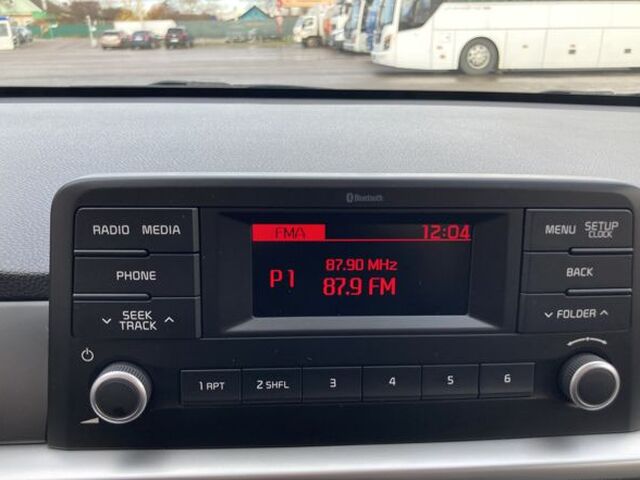 Bluetooth
RADIO MEDIA
PHONE
SEEK
TRACK
FMA 12:04
P1
87.90 MHz
87.9 FM
MENU SETUP
CLOCK
BACK
FOLDER
1 RPT 2 SHFL 3 4 5 6